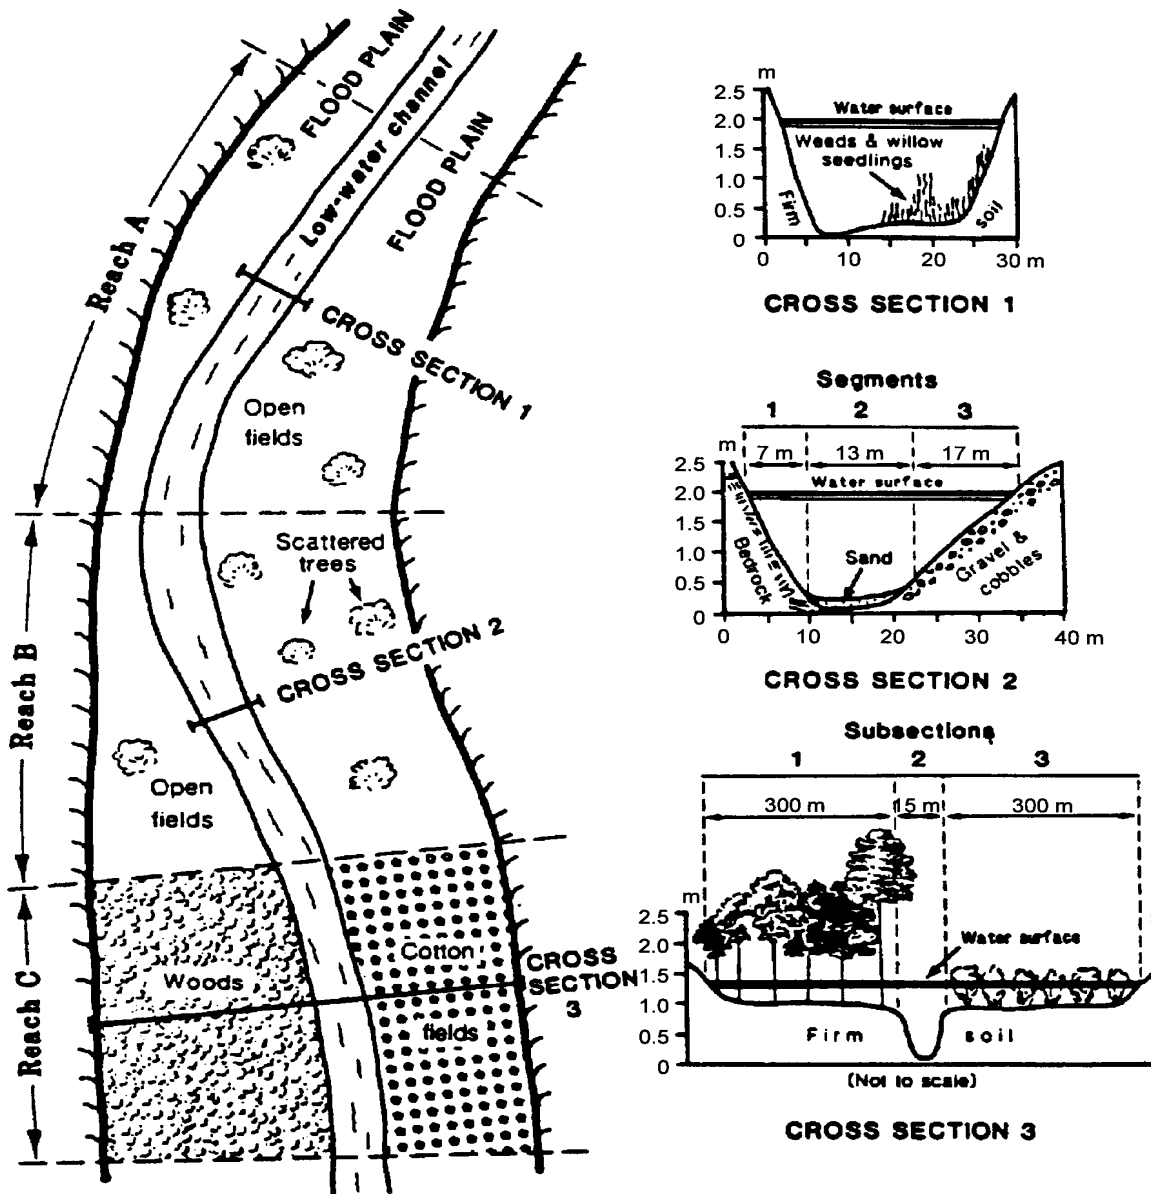 FLOOD PLAIN
Low-water channel
FLOOD PLAIN
Reach A
CROSS SECTION 1
Open
fields
Scattered
trees
Reach B
CROSS SECTION 2
Open
fields
Reach C
Woods
Cotton
fields
CROSS
SECTION
3
m
2.5
2.0
1.5
1.0
0.5
0
Water surface
Weeds & willow
seedlings
Firm
soil
0 10 20 30 m
CROSS SECTION 1
Segments
1 2 3
7 m 13 m 17 m
m
2.5
2.0
1.5
1.0
0.5
0
Water surface
Bedrock
Sand
Gravel &
cobbles
0 10 20 30 40 m
CROSS SECTION 2
Subsections
1 2 3
300 m 15 m 300 m
m
2.5
2.0
1.5
1.0
0.5
0
Water surface
Firm soil
(Not to scale)
CROSS SECTION 3